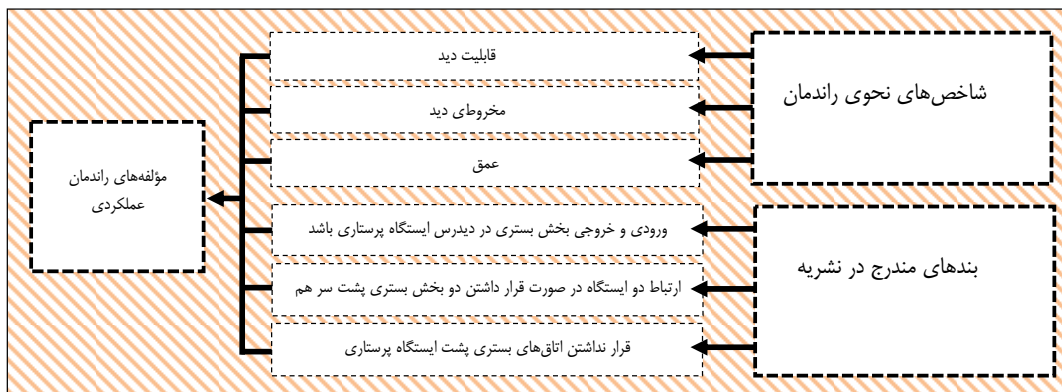 شاخص‌های نحوی راندمان
قابلیت دید
مخروطی دید
عمق
بندهای مندرج در نشریه
ورودی و خروجی بخش بستری در دیدرس ایستگاه پرستاری باشد
ارتباط دو ایستگاه در صورت قرار داشتن دو بخش بستری پشت سر هم
قرار نداشتن اتاق‌های بستری پشت ایستگاه پرستاری
مؤلفه‌های راندمان
عملکردی